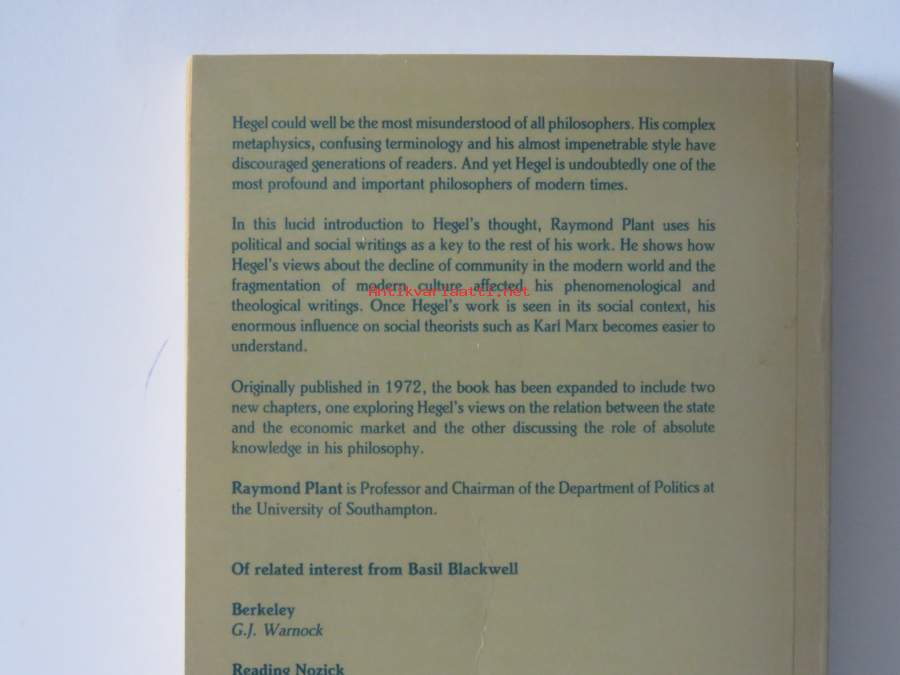 Hegel could well be the most misunderstood of all philosophers. His complex
metaphysics, confusing terminology and his almost impenetrable style have
discouraged generations of readers. And yet Hegel is undoubtedly one of the
most profound and important philosophers of modern times.
In this lucid introduction to Hegel's thought, Raymond Plant uses his
political and social writings as a key to the rest of his work. He shows how
Hegel's views about the decline of community in the modern world and the
fragmentation of modern culture affected his phenomenological and
Antikvariaatti.net
theological writings. Once Hegel's work is seen in its social context, his
enormous influence on social theorists such as Karl Marx becomes easier to
understand.
Originally published in 1972, the book has been expanded to include two
new chapters, one exploring Hegel's views on the relation between the state
and the economic market and the other discussing the role of absolute
knowledge in his philosophy.
Raymond Plant is Professor and Chairman of the Department of Politics at
the University of Southampton.
Of related interest from Basil Blackwell
Berkeley
G.J. Warnock
Reading Nozick